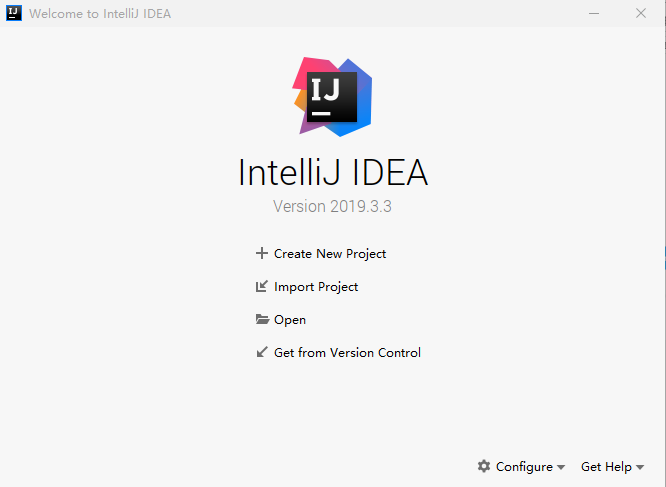 IJ Welcome to IntelliJ IDEA
IJ
IntelliJ IDEA
Version 2019.3.3
Create New Project
Import Project
Open
Get from Version Control
Configure
Get Help